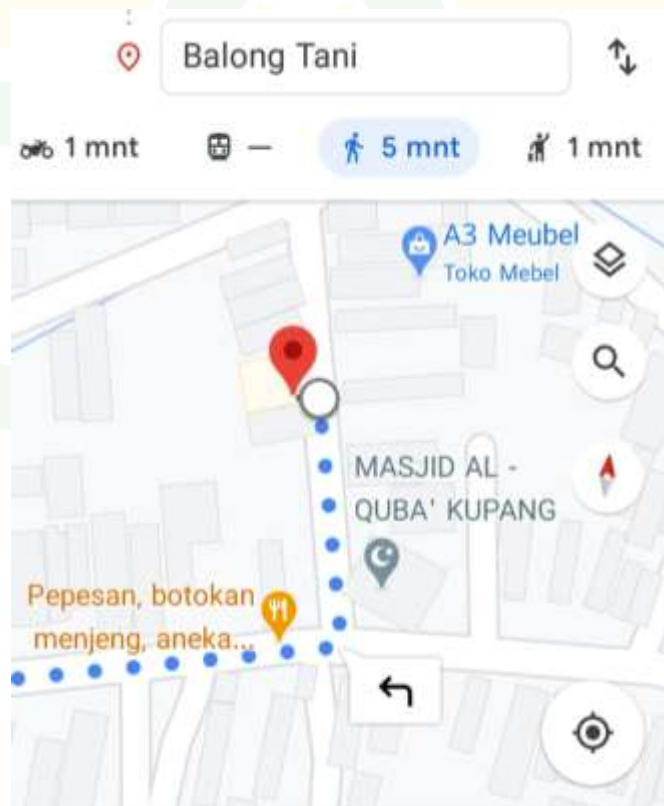 Balong Tani
1 mnt
—
5 mnt
1 mnt
A3 Meubel
Toko Mebel
MASJID AL -
QUBA' KUPANG
Pepesan, botokan
menjeng, aneka...